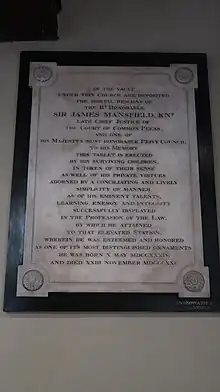 IN THE VAULT
UNDER THIS CHURCH ARE DEPOSITED
THE MORTAL REMAINS OF
THE Rᵀ HONORABLE
SIR JAMES MANSFIELD, KNᵀ
LATE CHIEF JUSTICE OF
THE COURT OF COMMON PLEAS,
AND ONE OF
HIS MAJESTY'S MOST HONORABLE PRIVY COUNCIL.
TO HIS MEMORY
THIS TABLET IS ERECTED
BY HIS SURVIVING CHILDREN,
IN TOKEN OF THEIR SENSE
AS WELL OF HIS PRIVATE VIRTUES
ADORNED BY A CONCILIATING AND LIVELY
SIMPLICITY OF MANNER
AS OF HIS EMINENT TALENTS,
LEARNING, ENERGY AND INTEGRITY
SUCCESSFULLY DISPLAYED
IN THE PROFESSION OF THE LAW,
BY WHICH HE ATTAINED
TO THAT ELEVATED STATION,
WHEREIN HE WAS ESTEEMED AND HONORED
AS ONE OF ITS MOST DISTINGUISHED ORNAMENTS
HE WAS BORN X MAY MDCCXXXIV,
AND DIED XXIII NOVEMBER MDCCCXXI